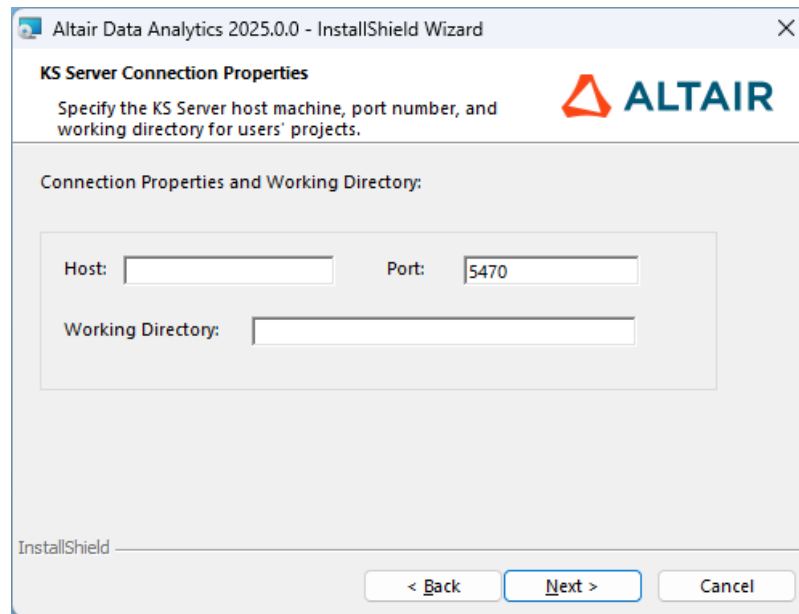 Altair Data Analytics 2025.0.0 - InstallShield Wizard
KS Server Connection Properties
Specify the KS Server host machine, port number, and
working directory for users' projects.
ALTAIR
Connection Properties and Working Directory:
Host: Port: 5470
Working Directory:
InstallShield
< Back Next > Cancel